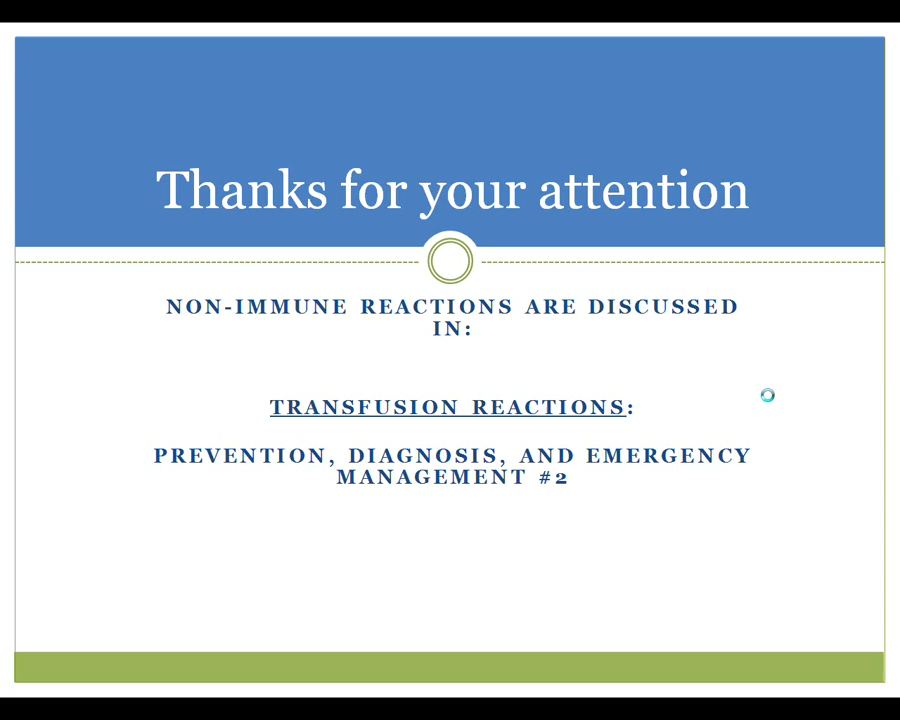 Thanks for your attention
NON-IMMUNE REACTIONS ARE DISCUSSED
IN:
TRANSFUSION REACTIONS:
PREVENTION, DIAGNOSIS, AND EMERGENCY
MANAGEMENT #2